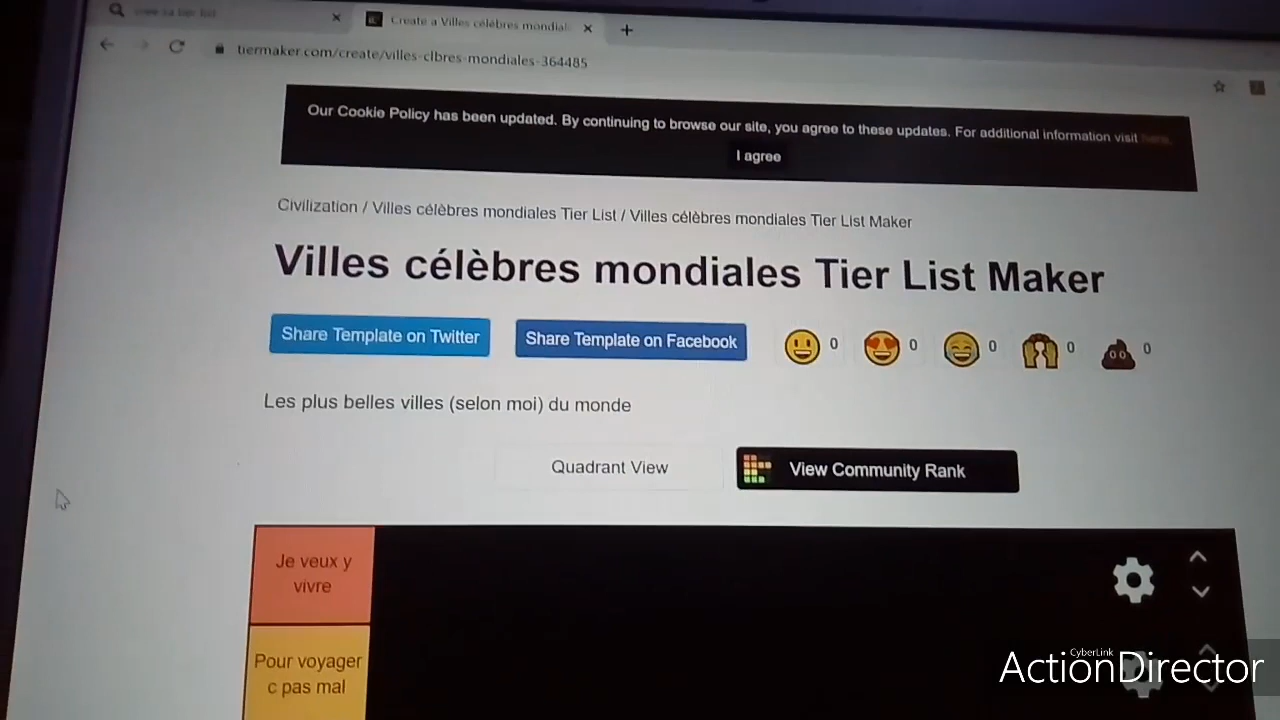 Create a Villes célèbres mondial
tiermaker.com/create/villes-clbres-mondiales-364485
Our Cookie Policy has been updated. By continuing to browse our site, you agree to these updates. For additional information visit here.
I agree
Civilization / Villes célèbres mondiales Tier List / Villes célèbres mondiales Tier List Maker
Villes célèbres mondiales Tier List Maker
Share Template on Twitter
Share Template on Facebook
0
0
0
0
0
Les plus belles villes (selon moi) du monde
Quadrant View
View Community Rank
Je veux y
vivre
Pour voyager
c pas mal
CyberLink
ActionDirector